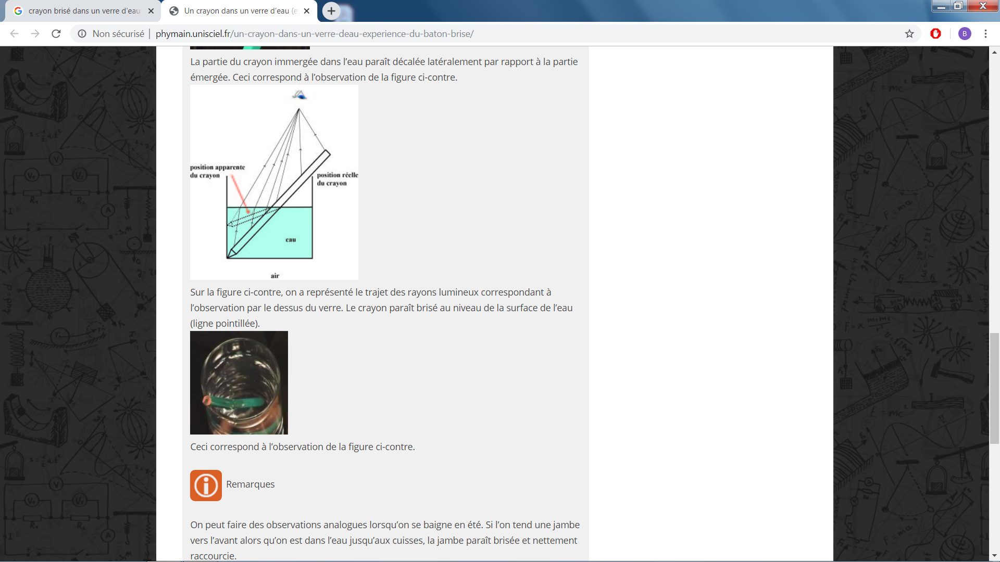 crayon brisé dans un verre d'eau
Un crayon dans un verre d'eau (e
Non sécurisé
phymain.unisciel.fr/un-crayon-dans-un-verre-deau-experience-du-baton-brise/
B
La partie du crayon immergée dans l'eau paraît décalée latéralement par rapport à la partie
émergée. Ceci correspond à l'observation de la figure ci-contre.
position apparente
du crayon
position réelle
du crayon
eau
air
Sur la figure ci-contre, on a représenté le trajet des rayons lumineux correspondant à
l'observation par le dessus du verre. Le crayon paraît brisé au niveau de la surface de l'eau
(ligne pointillée).
Ceci correspond à l'observation de la figure ci-contre.
Remarques
On peut faire des observations analogues lorsqu'on se baigne en été. Si l'on tend une jambe
vers l'avant alors qu'on est dans l'eau jusqu'aux cuisses, la jambe paraît brisée et nettement
raccourcie.